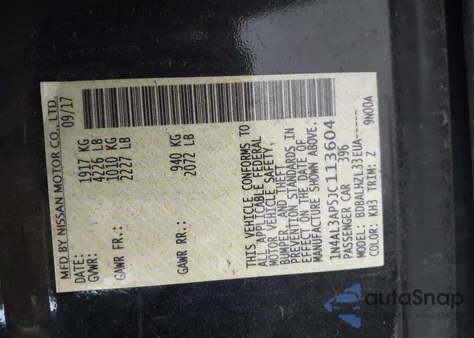 MFD BY NISSAN MOTOR CO., LTD.
09/17
GVWR: 1917 KG
4226 LB
GAWR FR.: 1010 KG
2227 LB
GAWR RR.: 940 KG
2072 LB
THIS VEHICLE CONFORMS TO
ALL APPLICABLE FEDERAL
MOTOR VEHICLE SAFETY,
BUMPER, AND THEFT
PREVENTION STANDARDS IN
EFFECT ON THE DATE OF
MANUFACTURE SHOWN ABOVE.
1N4AL3AP5JC113604
PASSENGER CAR 396
MODEL: BDBALHZL33EUA-----
COLOR: KH3 TRIM: Z 9N00A
autoSnap